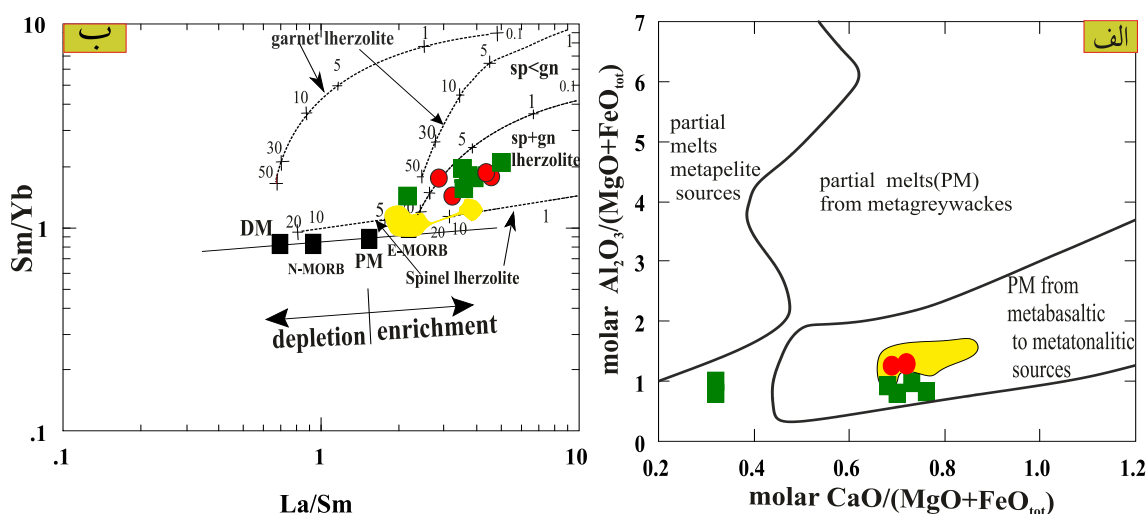 ب
10
1
.1
Sm/Yb
.1
1
10
La/Sm
garnet lherzolite
1
0.1
5
10
30
50
sp<gn
1
5
10
30
50
0.1
1
5
sp+gn
lherzolite
20
10
5
DM
N-MORB
PM
E-MORB
20
10
1
Spinel lherzolite
depletion
enrichment
الف
7
6
5
4
3
2
1
0
molar Al₂O₃/(MgO+FeOₜₒₜ)
0.2
0.4
0.6
0.8
1.0
1.2
molar CaO/(MgO+FeOₜₒₜ)
partial
melts
metapelite
sources
partial melts(PM)
from metagreywackes
PM from
metabasaltic
to metatonalitic
sources